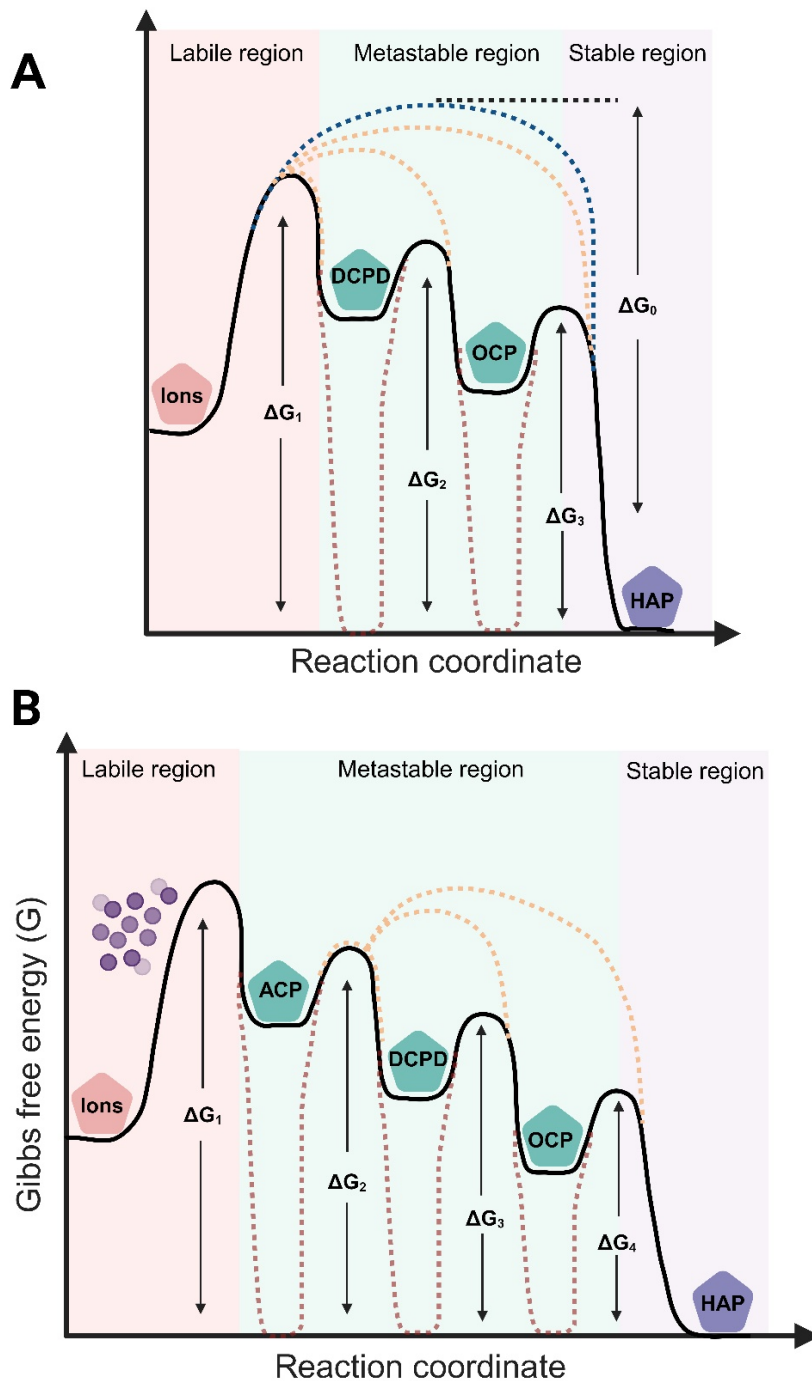 A
Labile region
Metastable region
Stable region
DCPD
OCP
Ions
HAP
ΔG₁
ΔG₂
ΔG₃
ΔG₀
Reaction coordinate
B
Labile region
Metastable region
Stable region
ACP
DCPD
Ions
OCP
HAP
ΔG₁
ΔG₂
ΔG₃
ΔG₄
Gibbs free energy (G)
Reaction coordinate